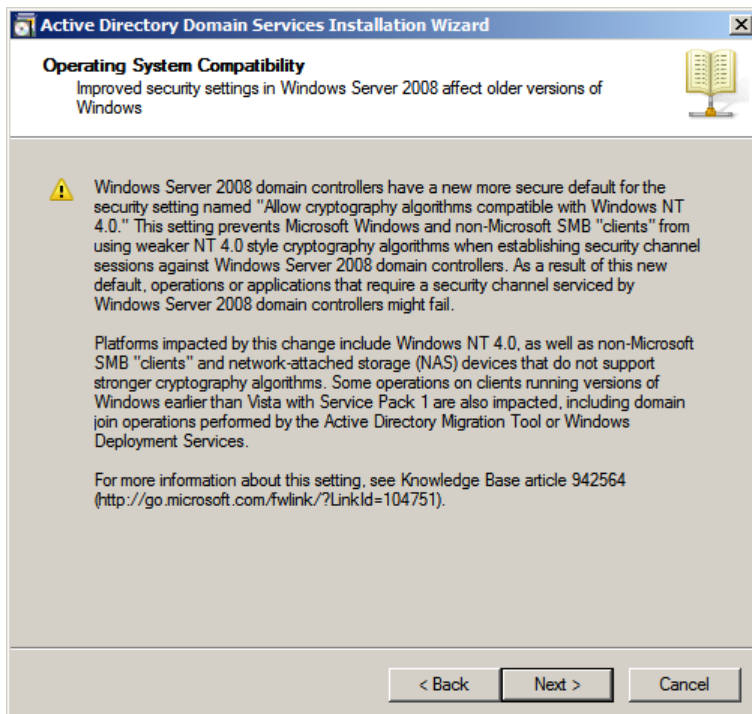 Active Directory Domain Services Installation Wizard
Operating System Compatibility
Improved security settings in Windows Server 2008 affect older versions of
Windows
Windows Server 2008 domain controllers have a new more secure default for the
security setting named "Allow cryptography algorithms compatible with Windows NT
4.0." This setting prevents Microsoft Windows and non-Microsoft SMB "clients" from
using weaker NT 4.0 style cryptography algorithms when establishing security channel
sessions against Windows Server 2008 domain controllers. As a result of this new
default, operations or applications that require a security channel serviced by
Windows Server 2008 domain controllers might fail.
Platforms impacted by this change include Windows NT 4.0, as well as non-Microsoft
SMB "clients" and network-attached storage (NAS) devices that do not support
stronger cryptography algorithms. Some operations on clients running versions of
Windows earlier than Vista with Service Pack 1 are also impacted, including domain
join operations performed by the Active Directory Migration Tool or Windows
Deployment Services.
For more information about this setting, see Knowledge Base article 942564
(http://go.microsoft.com/fwlink/?LinkId=104751).
< Back
Next >
Cancel